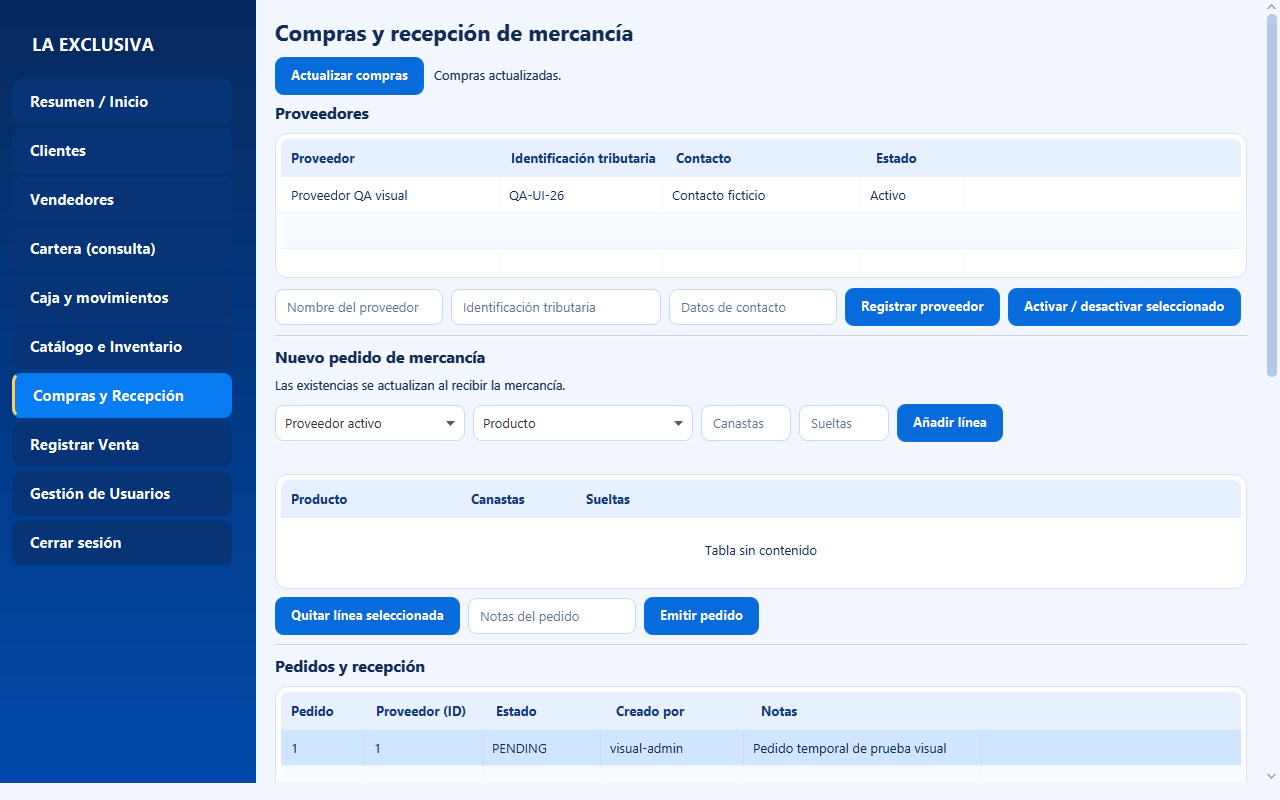 LA EXCLUSIVA
Resumen / Inicio
Clientes
Vendedores
Cartera (consulta)
Caja y movimientos
Catálogo e Inventario
Compras y Recepción
Registrar Venta
Gestión de Usuarios
Cerrar sesión
Compras y recepción de mercancía
Actualizar compras Compras actualizadas.
Proveedores
Proveedor Identificación tributaria Contacto Estado
Proveedor QA visual QA-UI-26 Contacto ficticio Activo
Nombre del proveedor Identificación tributaria Datos de contacto Registrar proveedor Activar / desactivar seleccionado
Nuevo pedido de mercancía
Las existencias se actualizan al recibir la mercancía.
Proveedor activo Producto Canastas Sueltas Añadir línea
Producto Canastas Sueltas
Tabla sin contenido
Quitar línea seleccionada Notas del pedido Emitir pedido
Pedidos y recepción
Pedido Proveedor (ID) Estado Creado por Notas
1 1 PENDING visual-admin Pedido temporal de prueba visual